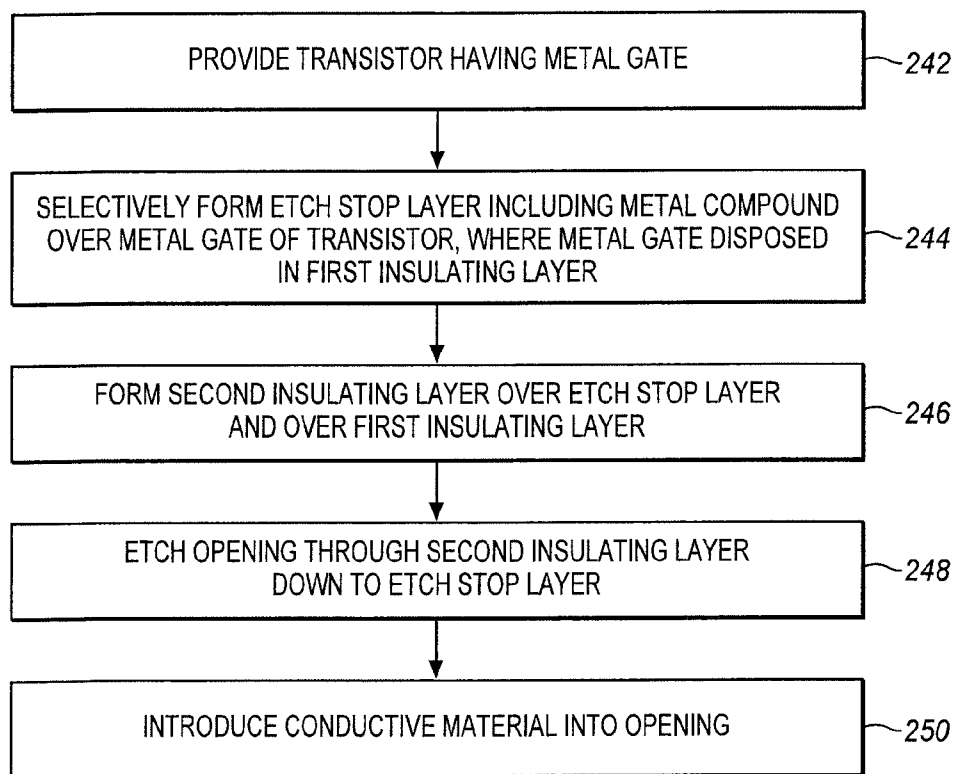 PROVIDE TRANSISTOR HAVING METAL GATE
242
SELECTIVELY FORM ETCH STOP LAYER INCLUDING METAL COMPOUND
OVER METAL GATE OF TRANSISTOR, WHERE METAL GATE DISPOSED
IN FIRST INSULATING LAYER
244
FORM SECOND INSULATING LAYER OVER ETCH STOP LAYER
AND OVER FIRST INSULATING LAYER
246
ETCH OPENING THROUGH SECOND INSULATING LAYER
DOWN TO ETCH STOP LAYER
248
INTRODUCE CONDUCTIVE MATERIAL INTO OPENING
250